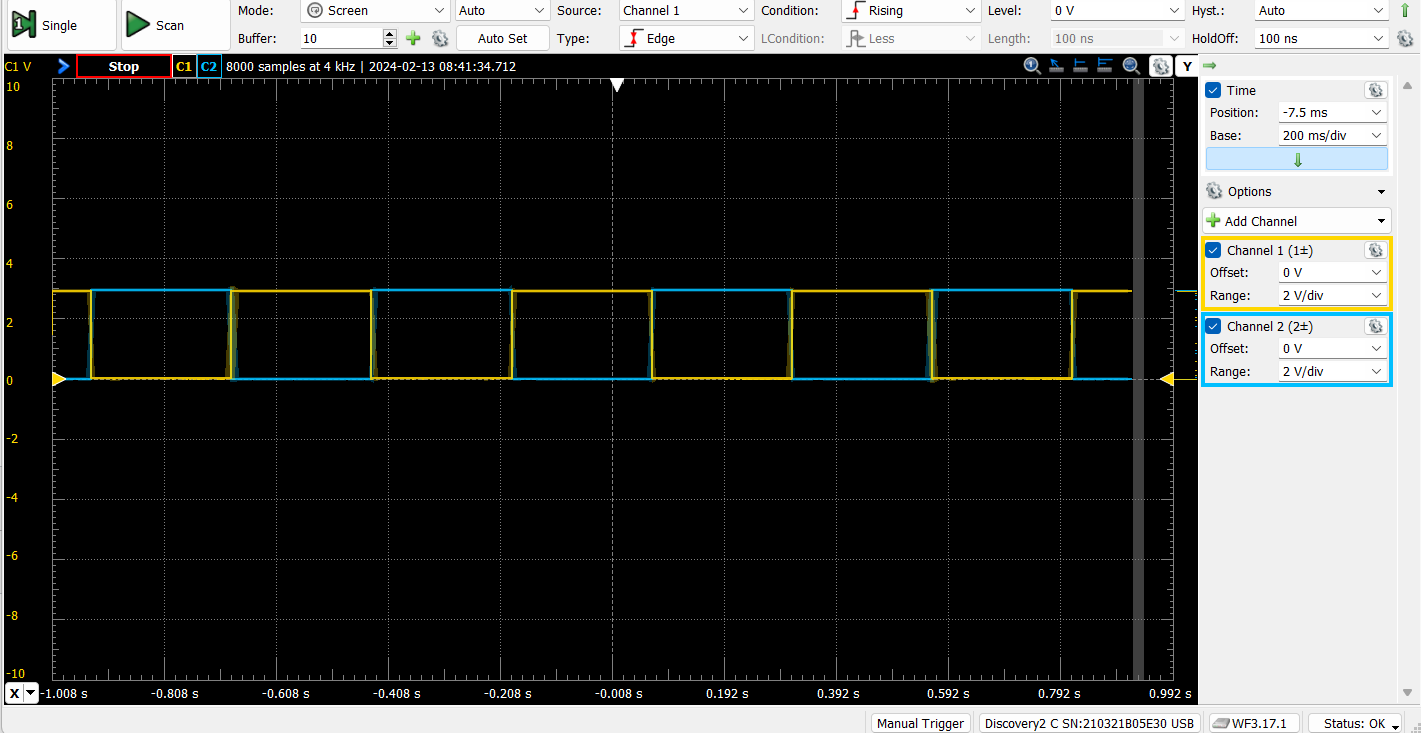 Single
Scan
Mode: Screen Auto Source: Channel 1 Condition: Rising Level: 0 V Hyst.: Auto
Buffer: 10 Auto Set Type: Edge LCondition: Less Length: 100 ns HoldOff: 100 ns
C1 V Stop C1 C2 8000 samples at 4 kHz | 2024-02-13 08:41:34.712 Y
10
8
6
4
2
0
-2
-4
-6
-8
-10
X -1.008 s -0.808 s -0.608 s -0.408 s -0.208 s -0.008 s 0.192 s 0.392 s 0.592 s 0.792 s 0.992 s
Time
Position: -7.5 ms
Base: 200 ms/div
Options
Add Channel
Channel 1 (1±)
Offset: 0 V
Range: 2 V/div
Channel 2 (2±)
Offset: 0 V
Range: 2 V/div
Manual Trigger Discovery2 C SN:210321B05E30 USB WF3.17.1 Status: OK